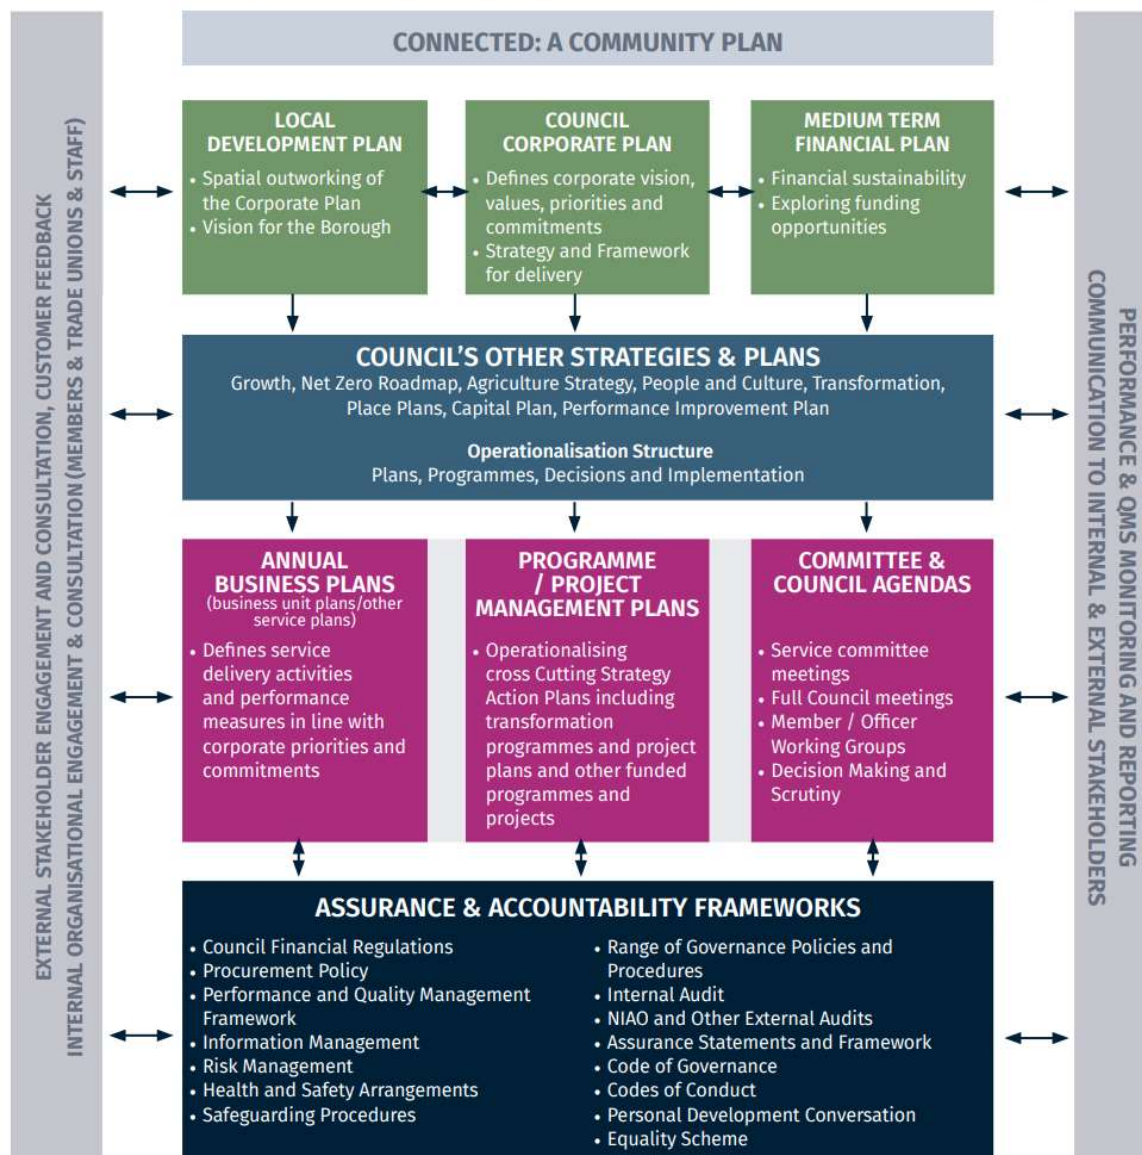 CONNECTED: A COMMUNITY PLAN
EXTERNAL STAKEHOLDER ENGAGEMENT AND CONSULTATION, CUSTOMER FEEDBACK
INTERNAL ORGANISATIONAL ENGAGEMENT & CONSULTATION (MEMBERS & TRADE UNIONS & STAFF)
LOCAL
DEVELOPMENT PLAN
• Spatial outworking of
the Corporate Plan
• Vision for the Borough
COUNCIL
CORPORATE PLAN
• Defines corporate vision,
values, priorities and
commitments
• Strategy and Framework
for delivery
MEDIUM TERM
FINANCIAL PLAN
• Financial sustainability
• Exploring funding
opportunities
COUNCIL’S OTHER STRATEGIES & PLANS
Growth, Net Zero Roadmap, Agriculture Strategy, People and Culture, Transformation,
Place Plans, Capital Plan, Performance Improvement Plan
Operationalisation Structure
Plans, Programmes, Decisions and Implementation
ANNUAL
BUSINESS PLANS
(business unit plans/other
service plans)
• Defines service
delivery activities
and performance
measures in line with
corporate priorities and
commitments
PROGRAMME
/ PROJECT
MANAGEMENT PLANS
• Operationalising
cross Cutting Strategy
Action Plans including
transformation
programmes and project
plans and other funded
programmes and
projects
COMMITTEE &
COUNCIL AGENDAS
• Service committee
meetings
• Full Council meetings
• Member / Officer
Working Groups
• Decision Making and
Scrutiny
ASSURANCE & ACCOUNTABILITY FRAMEWORKS
• Council Financial Regulations
• Procurement Policy
• Performance and Quality Management
Framework
• Information Management
• Risk Management
• Health and Safety Arrangements
• Safeguarding Procedures
• Range of Governance Policies and
Procedures
• Internal Audit
• NIAO and Other External Audits
• Assurance Statements and Framework
• Code of Governance
• Codes of Conduct
• Personal Development Conversation
• Equality Scheme
PERFORMANCE & QMS MONITORING AND REPORTING
COMMUNICATION TO INTERNAL & EXTERNAL STAKEHOLDERS